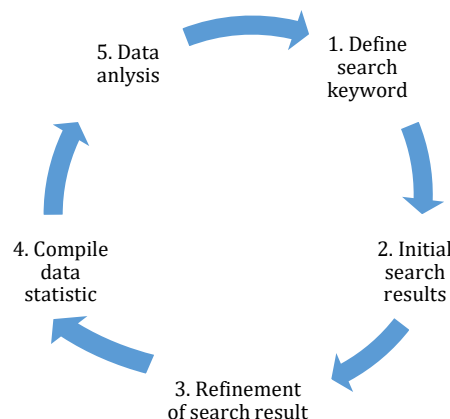 1. Define
search
keyword
2. Initial
search
results
3. Refinement
of search result
4. Compile
data
statistic
5. Data
anlysis